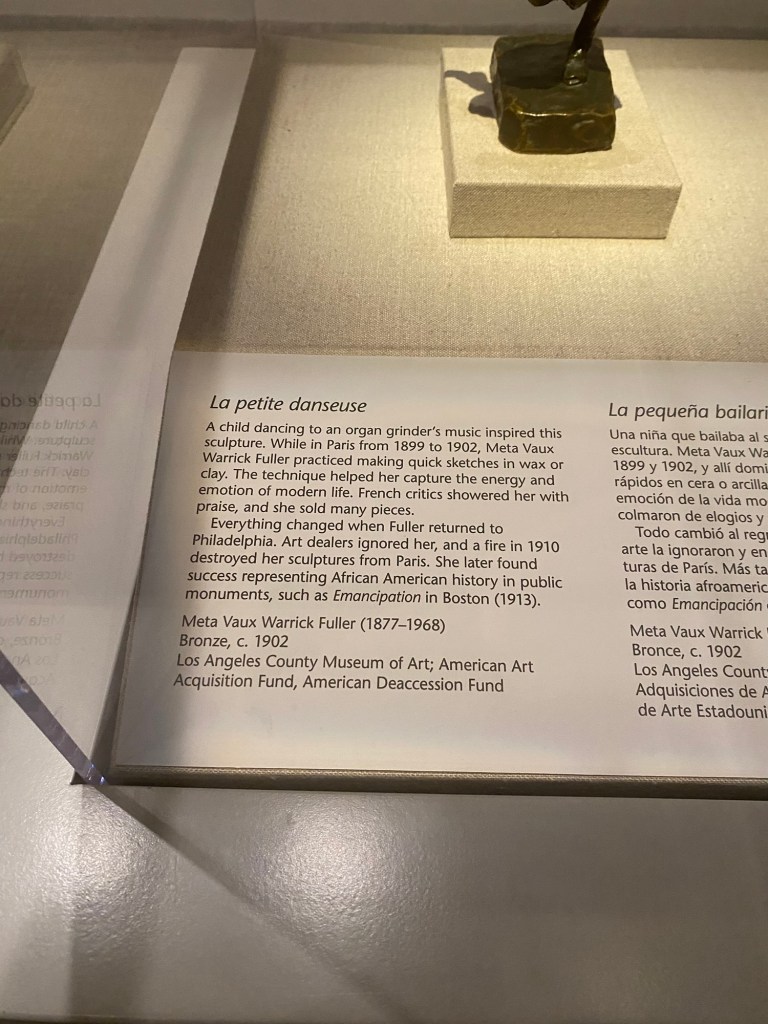 La petite danseuse
A child dancing to an organ grinder's music inspired this
sculpture. While in Paris from 1899 to 1902, Meta Vaux
Warrick Fuller practiced making quick sketches in wax or
clay. The technique helped her capture the energy and
emotion of modern life. French critics showered her with
praise, and she sold many pieces.
Everything changed when Fuller returned to
Philadelphia. Art dealers ignored her, and a fire in 1910
destroyed her sculptures from Paris. She later found
success representing African American history in public
monuments, such as Emancipation in Boston (1913).
Meta Vaux Warrick Fuller (1877–1968)
Bronze, c. 1902
Los Angeles County Museum of Art; American Art
Acquisition Fund, American Deaccession Fund
La pequeña bailari
Una niña que bailaba al s
escultura. Meta Vaux Wa
1899 y 1902, y allí domi
rápidos en cera o arcilla
emoción de la vida mo
colmaron de elogios y
Todo cambió al regr
arte la ignoraron y en
turas de París. Más ta
la historia afroameric
como Emancipación
Meta Vaux Warrick
Bronce, c. 1902
Los Angeles Count
Adquisiciones de A
de Arte Estadouni